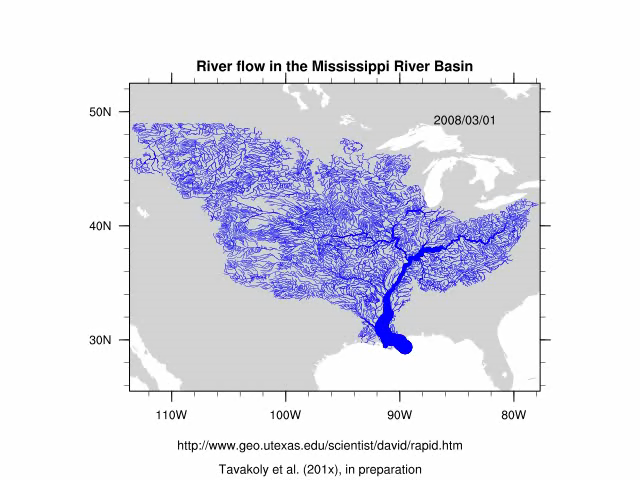 River flow in the Mississippi River Basin
2008/03/01
50N
40N
30N
110W 100W 90W 80W
http://www.geo.utexas.edu/scientist/david/rapid.htm
Tavakoly et al. (201x), in preparation